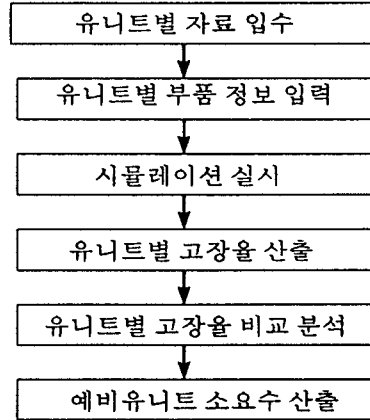 유니트별 자료 입수
유니트별 부품 정보 입력
시뮬레이션 실시
유니트별 고장율 산출
유니트별 고장율 비교 분석
예비유니트 소요수 산출